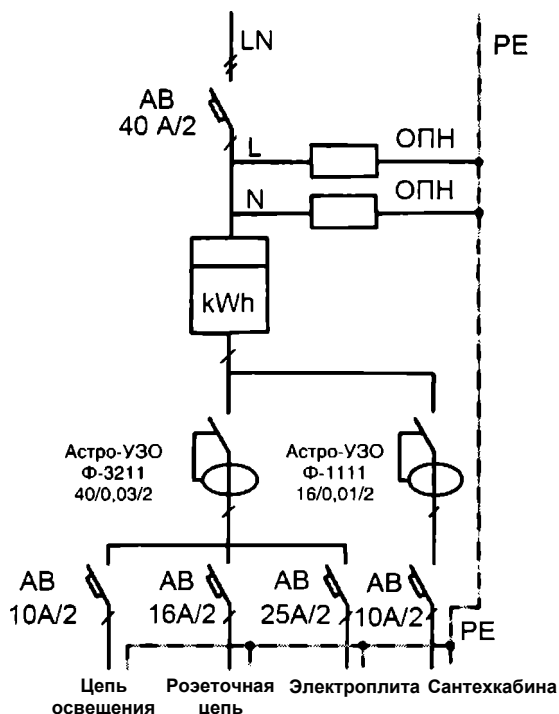 LN
PE
АВ
40 А/2
L
ОПН
N
ОПН
kWh
Астро-УЗО
Ф-3211
40/0,03/2
Астро-УЗО
Ф-1111
16/0,01/2
АВ
10А/2
АВ
16А/2
АВ
25А/2
АВ
10А/2
PE
Цепь
освещения
Розеточная
цепь
Электроплита
Сантехкабина